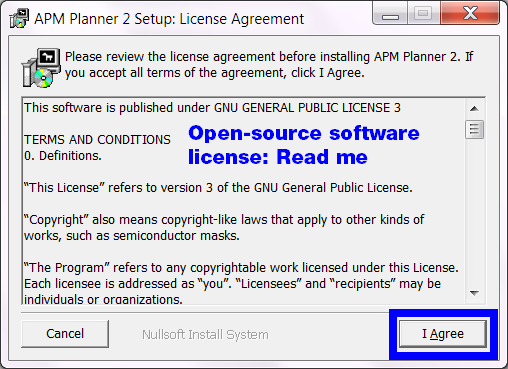 APM Planner 2 Setup: License Agreement
Please review the license agreement before installing APM Planner 2. If
you accept all terms of the agreement, click I Agree.
This software is published under GNU GENERAL PUBLIC LICENSE 3
TERMS AND CONDITIONS
0. Definitions.
Open-source software
license: Read me
“This License” refers to version 3 of the GNU General Public License.
“Copyright” also means copyright-like laws that apply to other kinds of
works, such as semiconductor masks.
“The Program” refers to any copyrightable work licensed under this License.
Each licensee is addressed as “you”. “Licensees” and “recipients” may be
individuals or organizations.
Cancel
Nullsoft Install System
I Agree